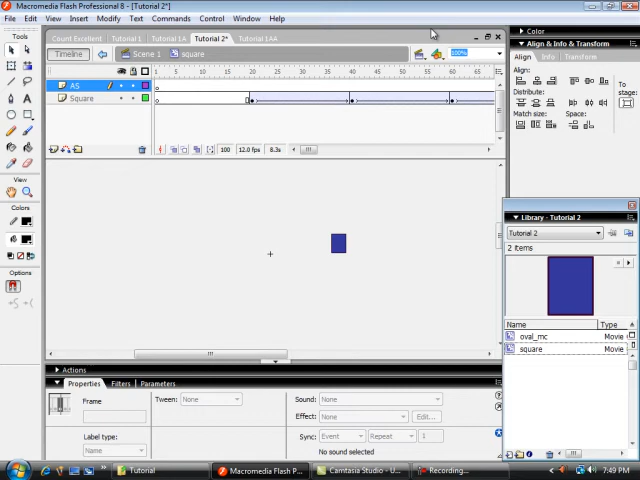 Macromedia Flash Professional 8 - [Tutorial 2*]
File Edit View Insert Modify Text Commands Control Window Help
Tools
View
Colors
Options
Count Excellent Tutorial 1 Tutorial 1A Tutorial 2* Tutorial 1AA
Timeline Scene 1 square 100%
1 5 10 15 20 25 30 35 40 45 50 55 60 65
AS
Square
100 12.0 fps 8.3s
Actions
Properties Filters Parameters
Frame
Tween: None
Sound: None
Effect: None Edit...
Label type:
Name
Sync: Event Repeat 1
No sound selected
Color
Align & Info & Transform
Align Info Transform
Align:
Distribute:
Match size: Space:
To stage:
Library - Tutorial 2
Tutorial 2
2 items
Name Type
oval_mc Movie
square Movie
Tutorial Macromedia Flash P... Camtasia Studio - U... Recording... 7:49 PM